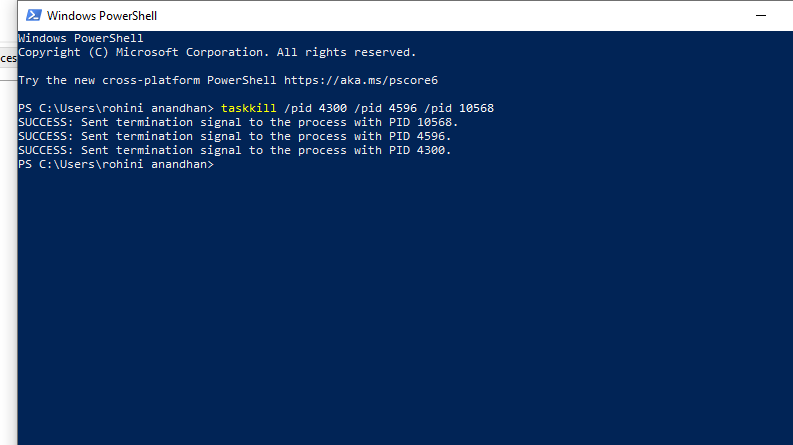 Windows PowerShell
Windows PowerShell
ces
Copyright (C) Microsoft Corporation. All rights reserved.
Try the new cross-platform PowerShell https://aka.ms/pscore6
PS C:\Users\rohini anandhan> taskkill /pid 4300 /pid 4596 /pid 10568
SUCCESS: Sent termination signal to the process with PID 10568.
SUCCESS: Sent termination signal to the process with PID 4596.
SUCCESS: Sent termination signal to the process with PID 4300.
PS C:\Users\rohini anandhan>